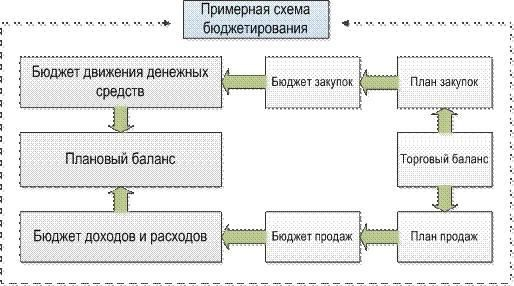 Примерная схема
бюджетирования
Бюджет движения денежных
средств
Бюджет закупок
План закупок
Плановый баланс
Торговый баланс
Бюджет доходов и расходов
Бюджет продаж
План продаж